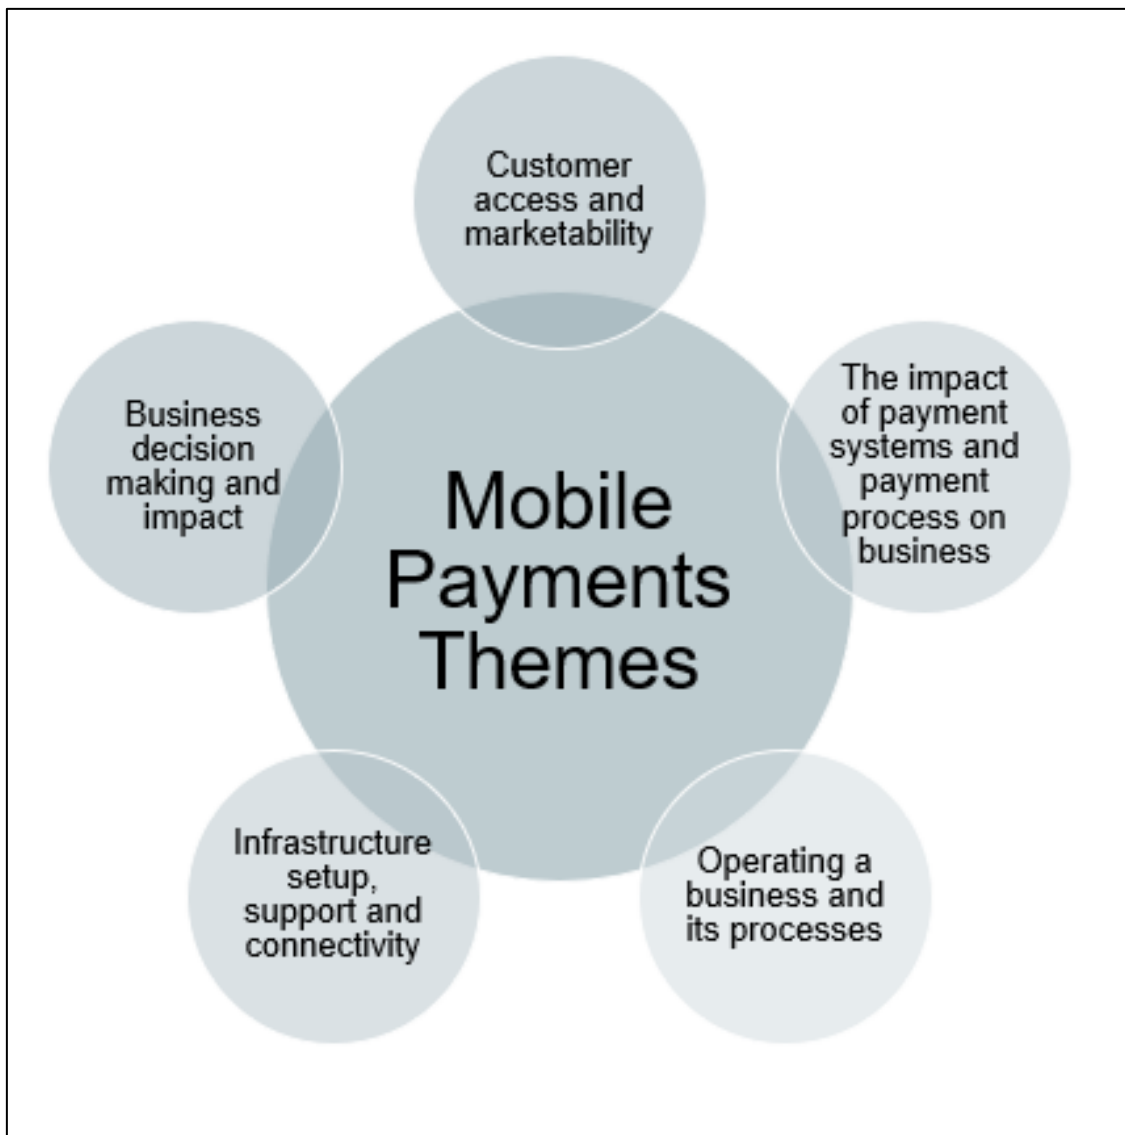 Customer
access and
marketability
The impact
of payment
systems and
payment
process on
business
Business
decision
making and
impact
Mobile
Payments
Themes
Infrastructure
setup,
support and
connectivity
Operating a
business and
its processes